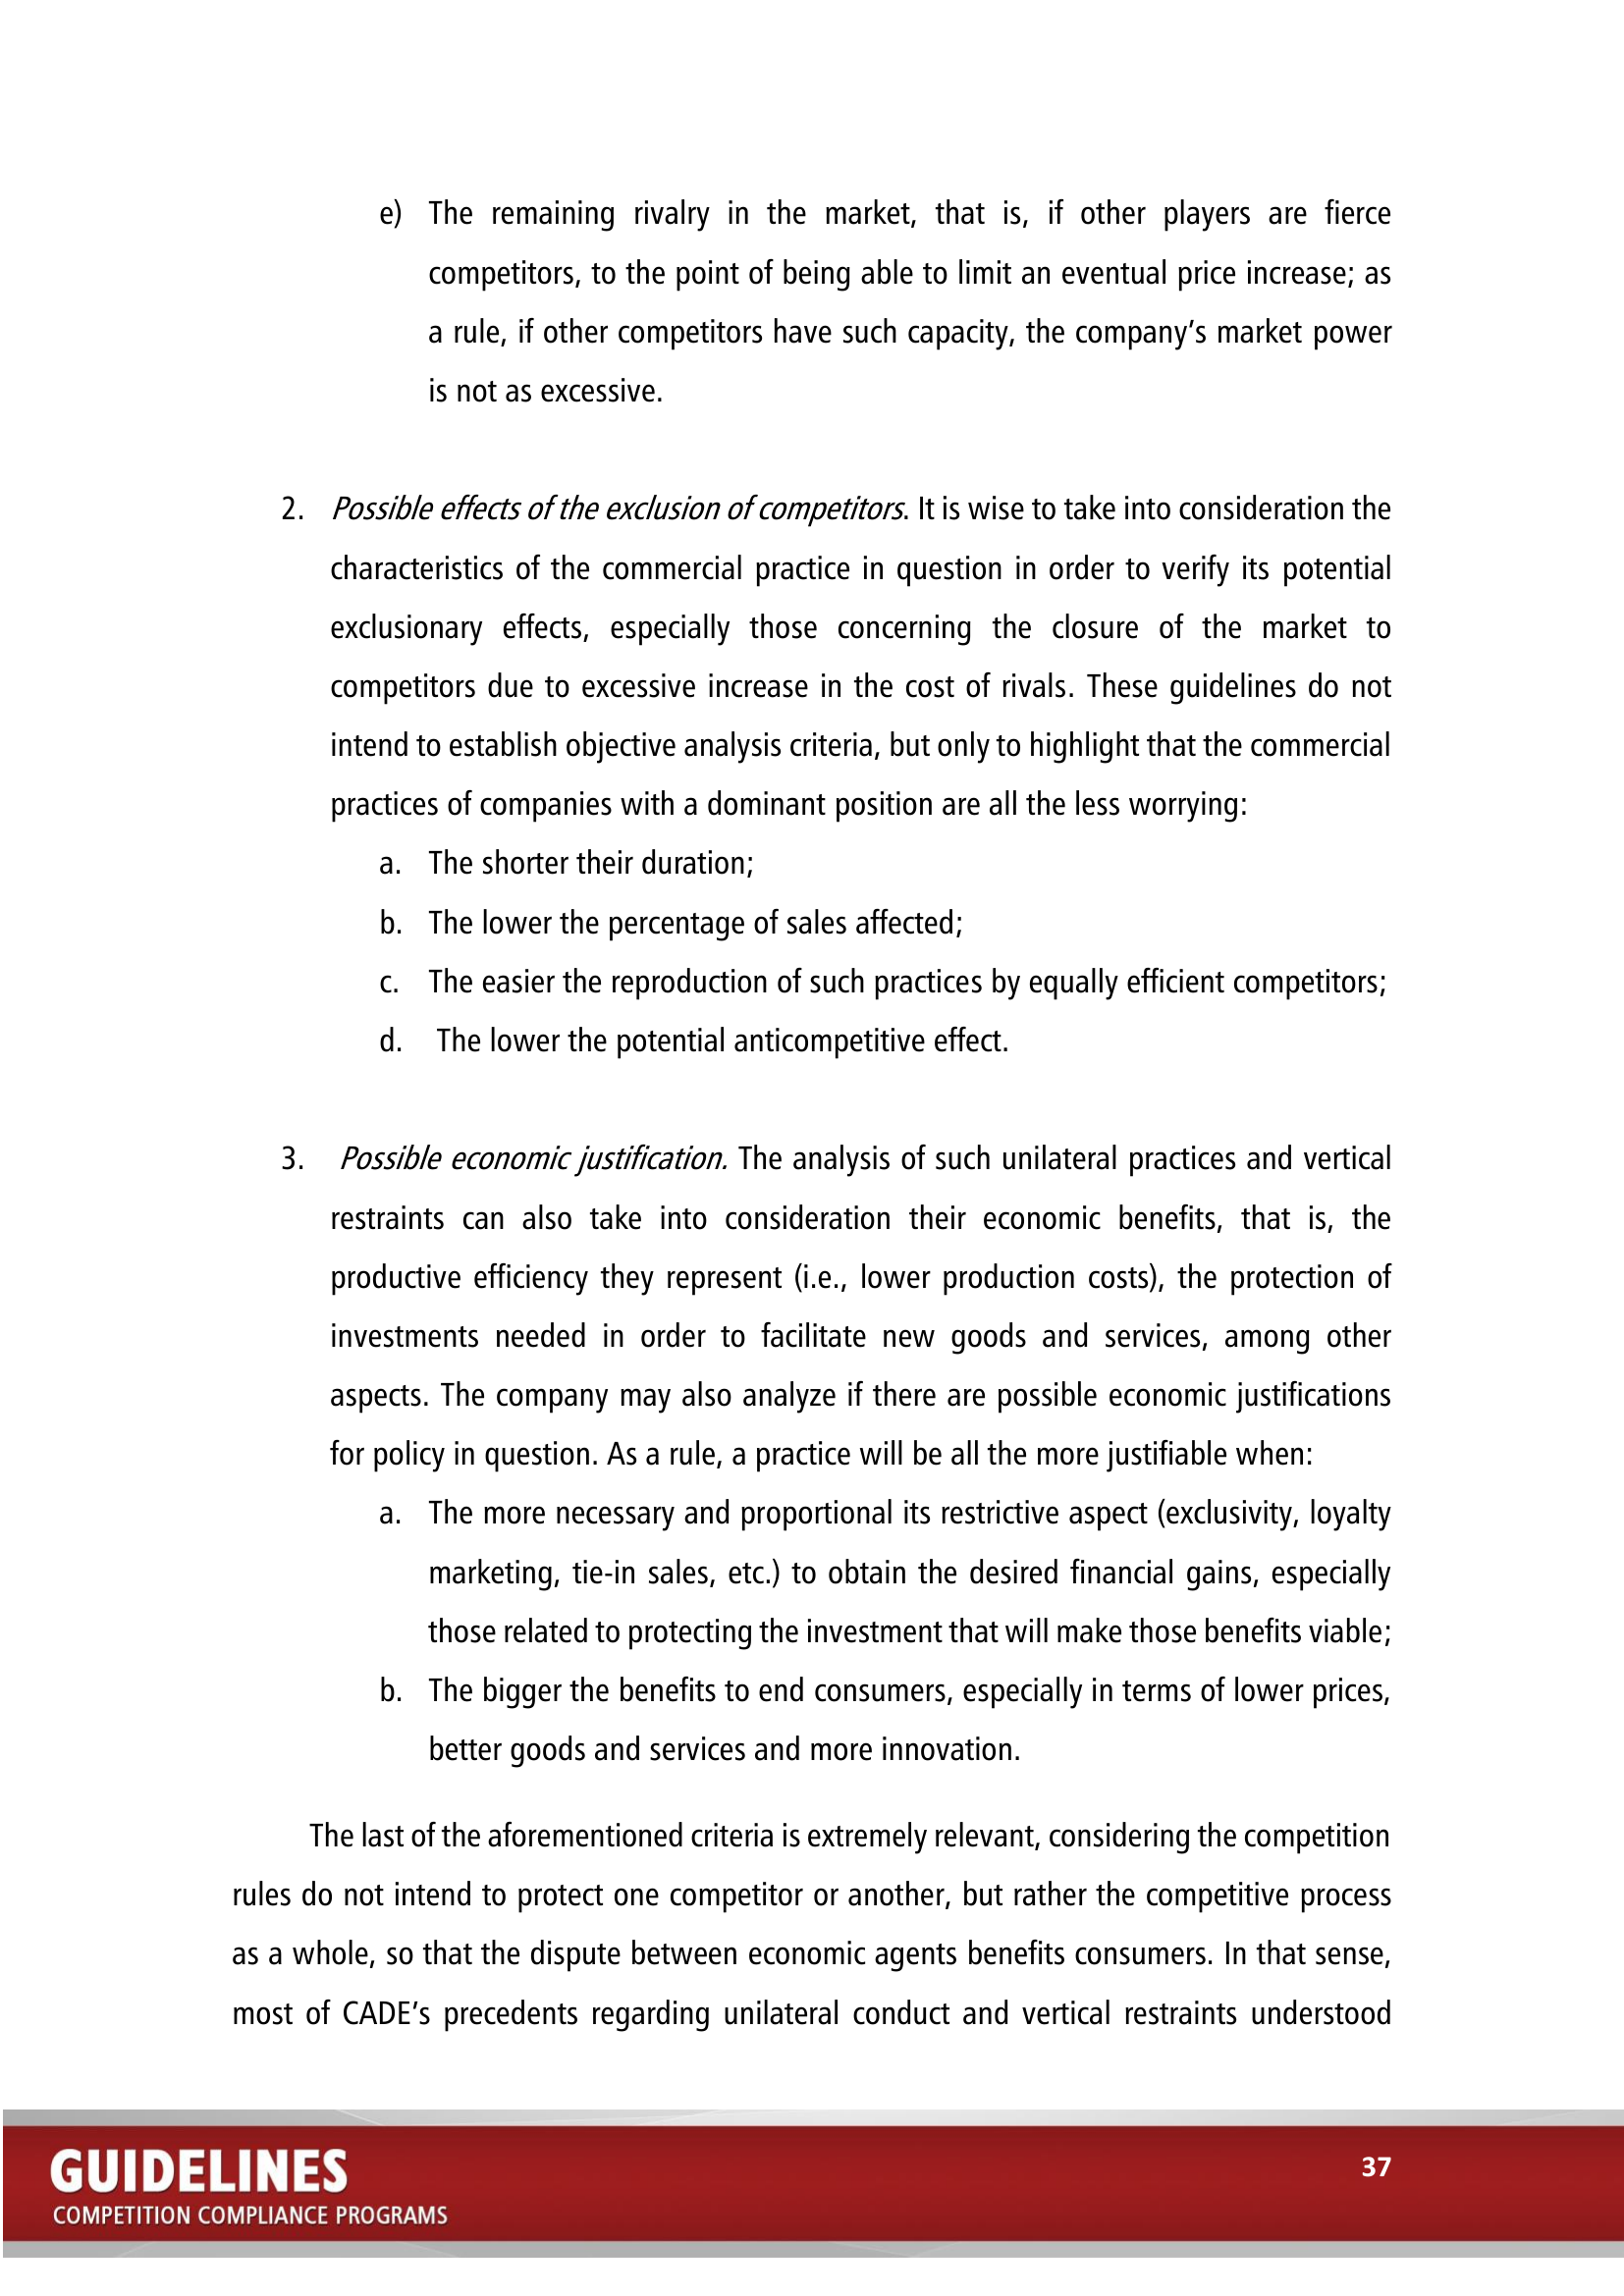 e) The remaining rivalry in the market, that is, if other players are fierce
competitors, to the point of being able to limit an eventual price increase; as
a rule, if other competitors have such capacity, the company’s market power
is not as excessive.
2. Possible effects of the exclusion of competitors. It is wise to take into consideration the
characteristics of the commercial practice in question in order to verify its potential
exclusionary effects, especially those concerning the closure of the market to
competitors due to excessive increase in the cost of rivals. These guidelines do not
intend to establish objective analysis criteria, but only to highlight that the commercial
practices of companies with a dominant position are all the less worrying:
a. The shorter their duration;
b. The lower the percentage of sales affected;
c. The easier the reproduction of such practices by equally efficient competitors;
d. The lower the potential anticompetitive effect.
3. Possible economic justification. The analysis of such unilateral practices and vertical
restraints can also take into consideration their economic benefits, that is, the
productive efficiency they represent (i.e., lower production costs), the protection of
investments needed in order to facilitate new goods and services, among other
aspects. The company may also analyze if there are possible economic justifications
for policy in question. As a rule, a practice will be all the more justifiable when:
a. The more necessary and proportional its restrictive aspect (exclusivity, loyalty
marketing, tie-in sales, etc.) to obtain the desired financial gains, especially
those related to protecting the investment that will make those benefits viable;
b. The bigger the benefits to end consumers, especially in terms of lower prices,
better goods and services and more innovation.
The last of the aforementioned criteria is extremely relevant, considering the competition
rules do not intend to protect one competitor or another, but rather the competitive process
as a whole, so that the dispute between economic agents benefits consumers. In that sense,
most of CADE’s precedents regarding unilateral conduct and vertical restraints understood
GUIDELINES
COMPETITION COMPLIANCE PROGRAMS
37